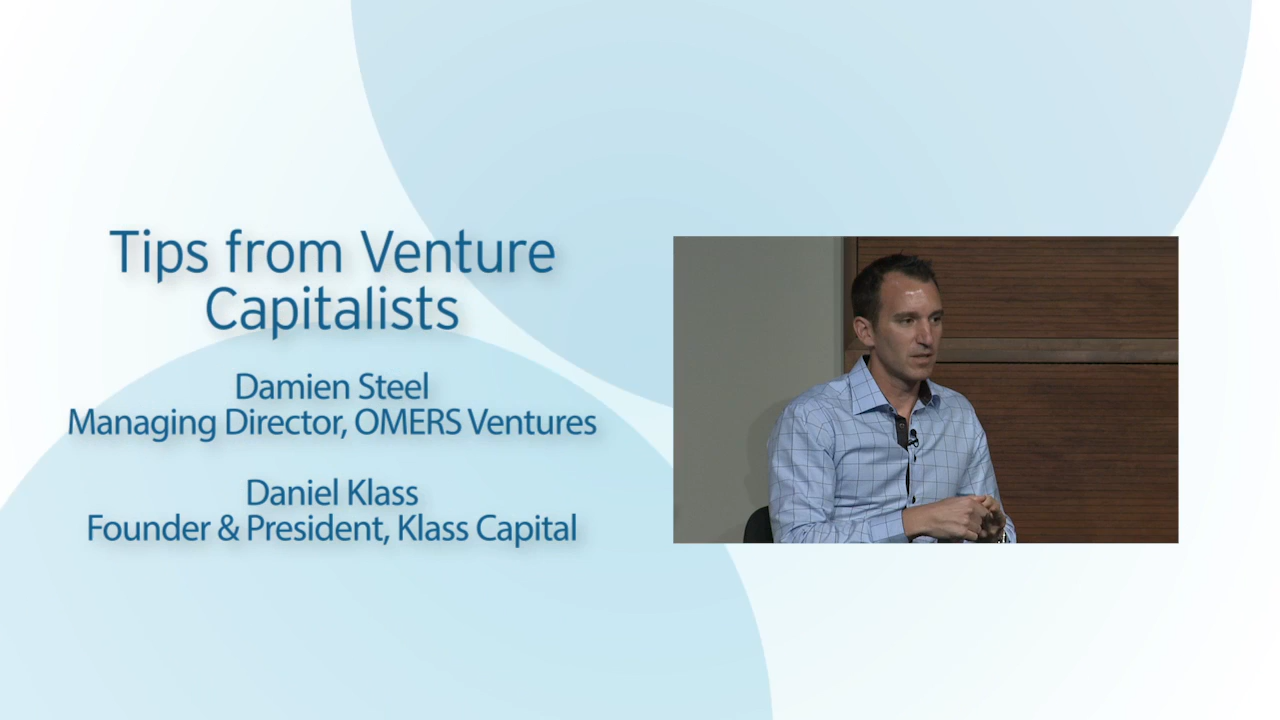 Tips from Venture
Capitalists
Damien Steel
Managing Director, OMERS Ventures
Daniel Klass
Founder & President, Klass Capital